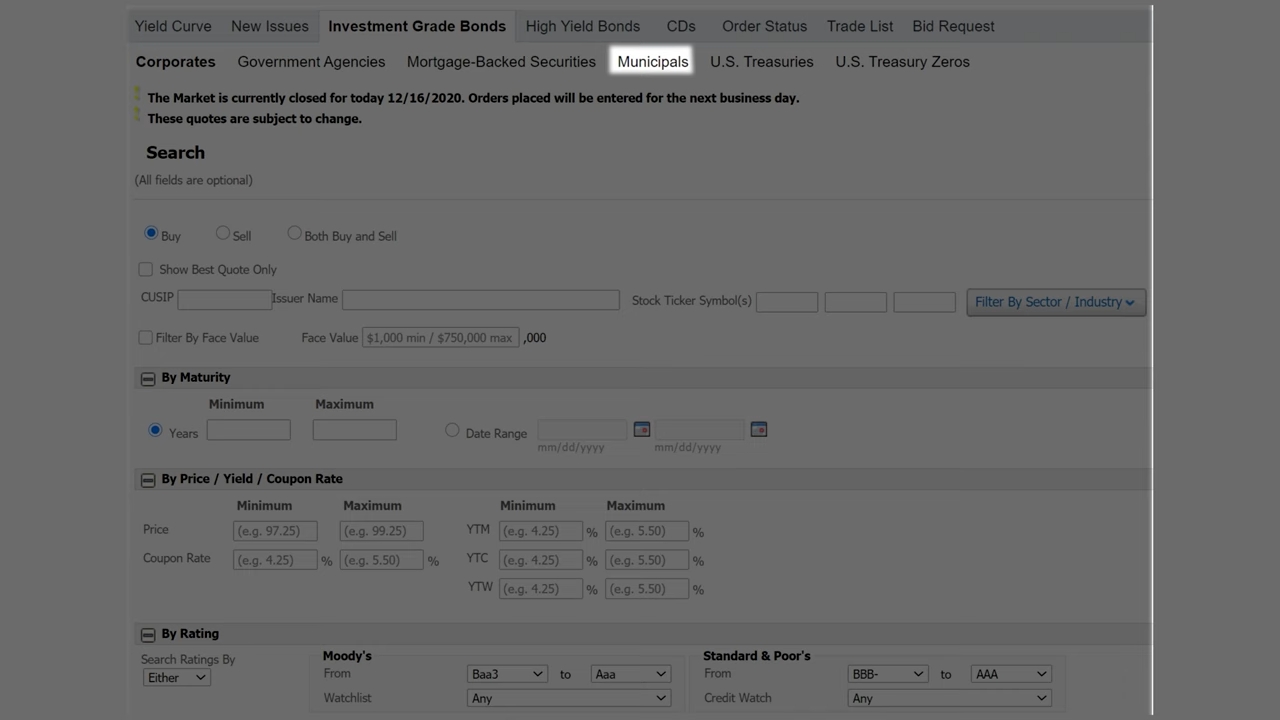 Yield Curve New Issues Investment Grade Bonds High Yield Bonds CDs Order Status Trade List Bid Request
Corporates Government Agencies Mortgage-Backed Securities Municipals U.S. Treasuries U.S. Treasury Zeros
The Market is currently closed for today 12/16/2020. Orders placed will be entered for the next business day.
These quotes are subject to change.
Search
(All fields are optional)
Buy Sell Both Buy and Sell
Show Best Quote Only
CUSIP Issuer Name Stock Ticker Symbol(s) Filter By Sector / Industry
Filter By Face Value Face Value $1,000 min / $750,000 max ,000
By Maturity
Minimum Maximum
Years Date Range
mm/dd/yyyy mm/dd/yyyy
By Price / Yield / Coupon Rate
Minimum Maximum Minimum Maximum
Price (e.g. 97.25) (e.g. 99.25) YTM (e.g. 4.25) % (e.g. 5.50) %
Coupon Rate (e.g. 4.25) % (e.g. 5.50) % YTC (e.g. 4.25) % (e.g. 5.50) %
YTW (e.g. 4.25) % (e.g. 5.50) %
By Rating
Search Ratings By Moody's Standard & Poor's
Either From Baa3 to Aaa From BBB- to AAA
Watchlist Any Credit Watch Any